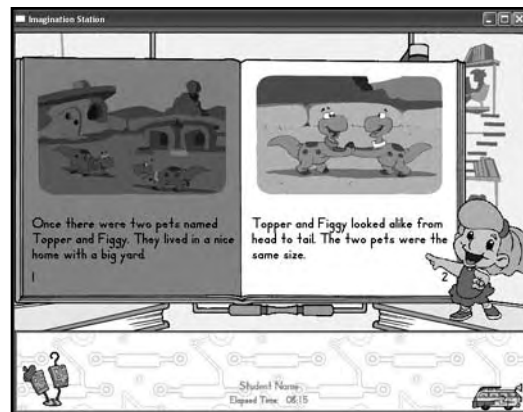 Imagination Station
Once there were two pets named
Topper and Figgy. They lived in a nice
home with a big yard.
1
Topper and Figgy looked alike from
head to tail. The two pets were the
same size.
2
Student Name
Elapsed Time: 08:15